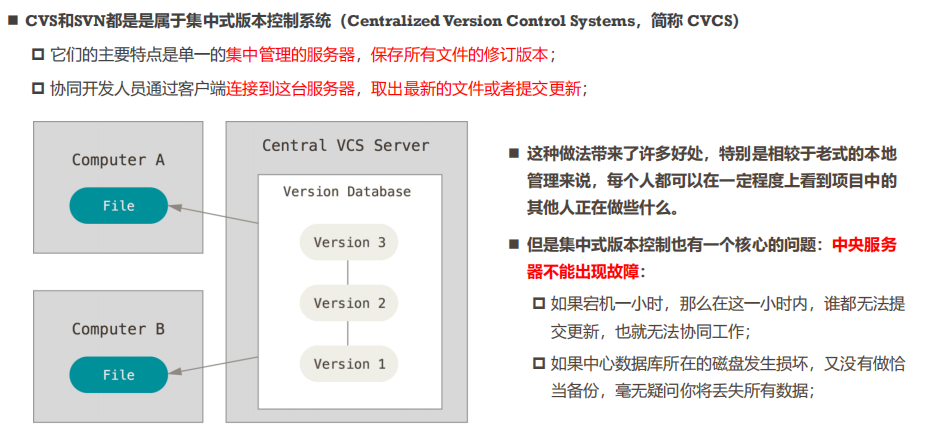 CVS和SVN都是是属于集中式版本控制系统（Centralized Version Control Systems，简称 CVCS）
它们的主要特点是单一的集中管理的服务器，保存所有文件的修订版本；
协同开发人员通过客户端连接到这台服务器，取出最新的文件或者提交更新；
Computer A
File
Computer B
File
Central VCS Server
Version Database
Version 3
Version 2
Version 1
这种做法带来了许多好处，特别是相较于老式的本地
管理来说，每个人都可以在一定程度上看到项目中的
其他人正在做些什么。
但是集中式版本控制也有一个核心的问题：中央服务
器不能出现故障：
如果宕机一小时，那么在这一小时内，谁都无法提
交更新，也就无法协同工作；
如果中心数据库所在的磁盘发生损坏，又没有做恰
当备份，毫无疑问你将丢失所有数据；